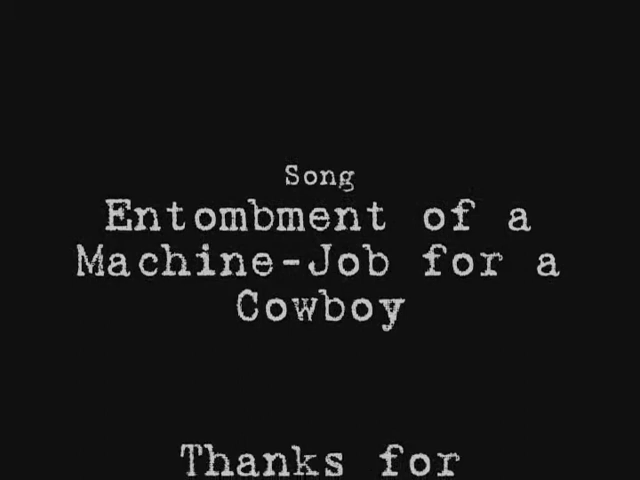 Song
Entombment of a
Machine-Job for a
Cowboy
Thanks for